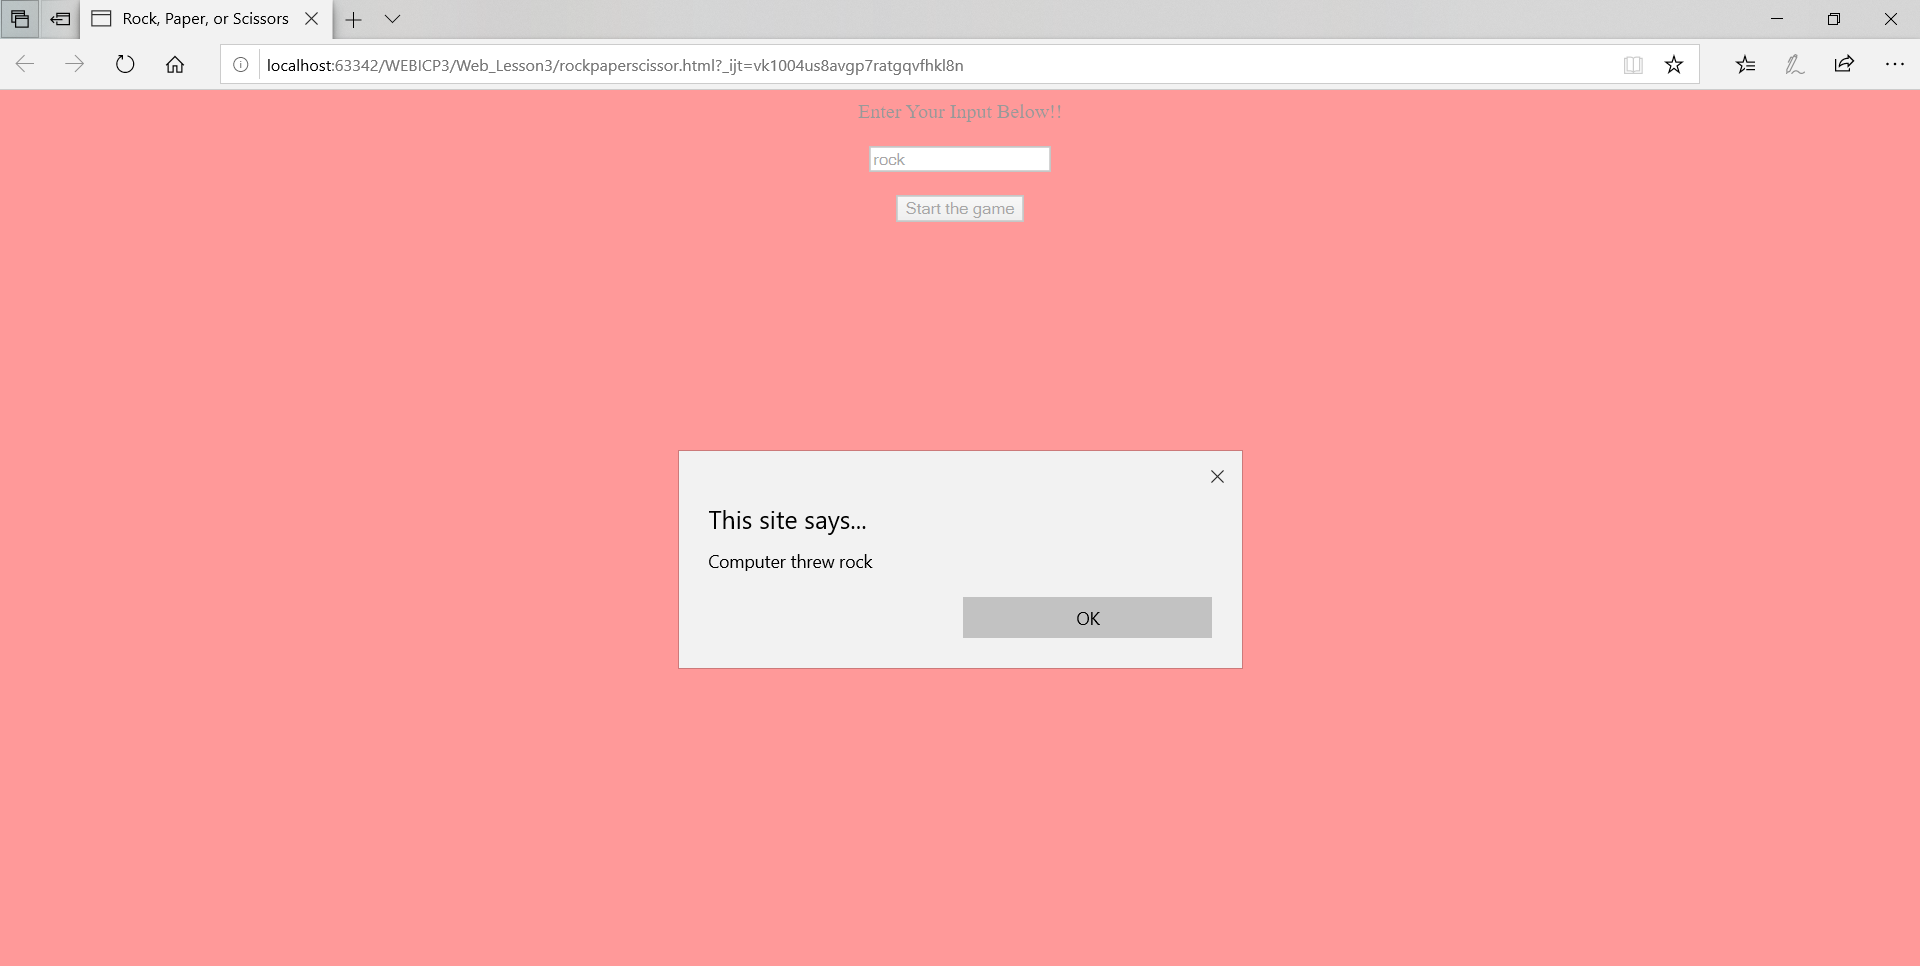 Rock, Paper, or Scissors
localhost:63342/WEBICP3/Web_Lesson3/rockpaperscissor.html?_ijt=vk1004us8avgp7ratgqvfhkl8n
Enter Your Input Below!!
rock
Start the game
This site says...
Computer threw rock
OK